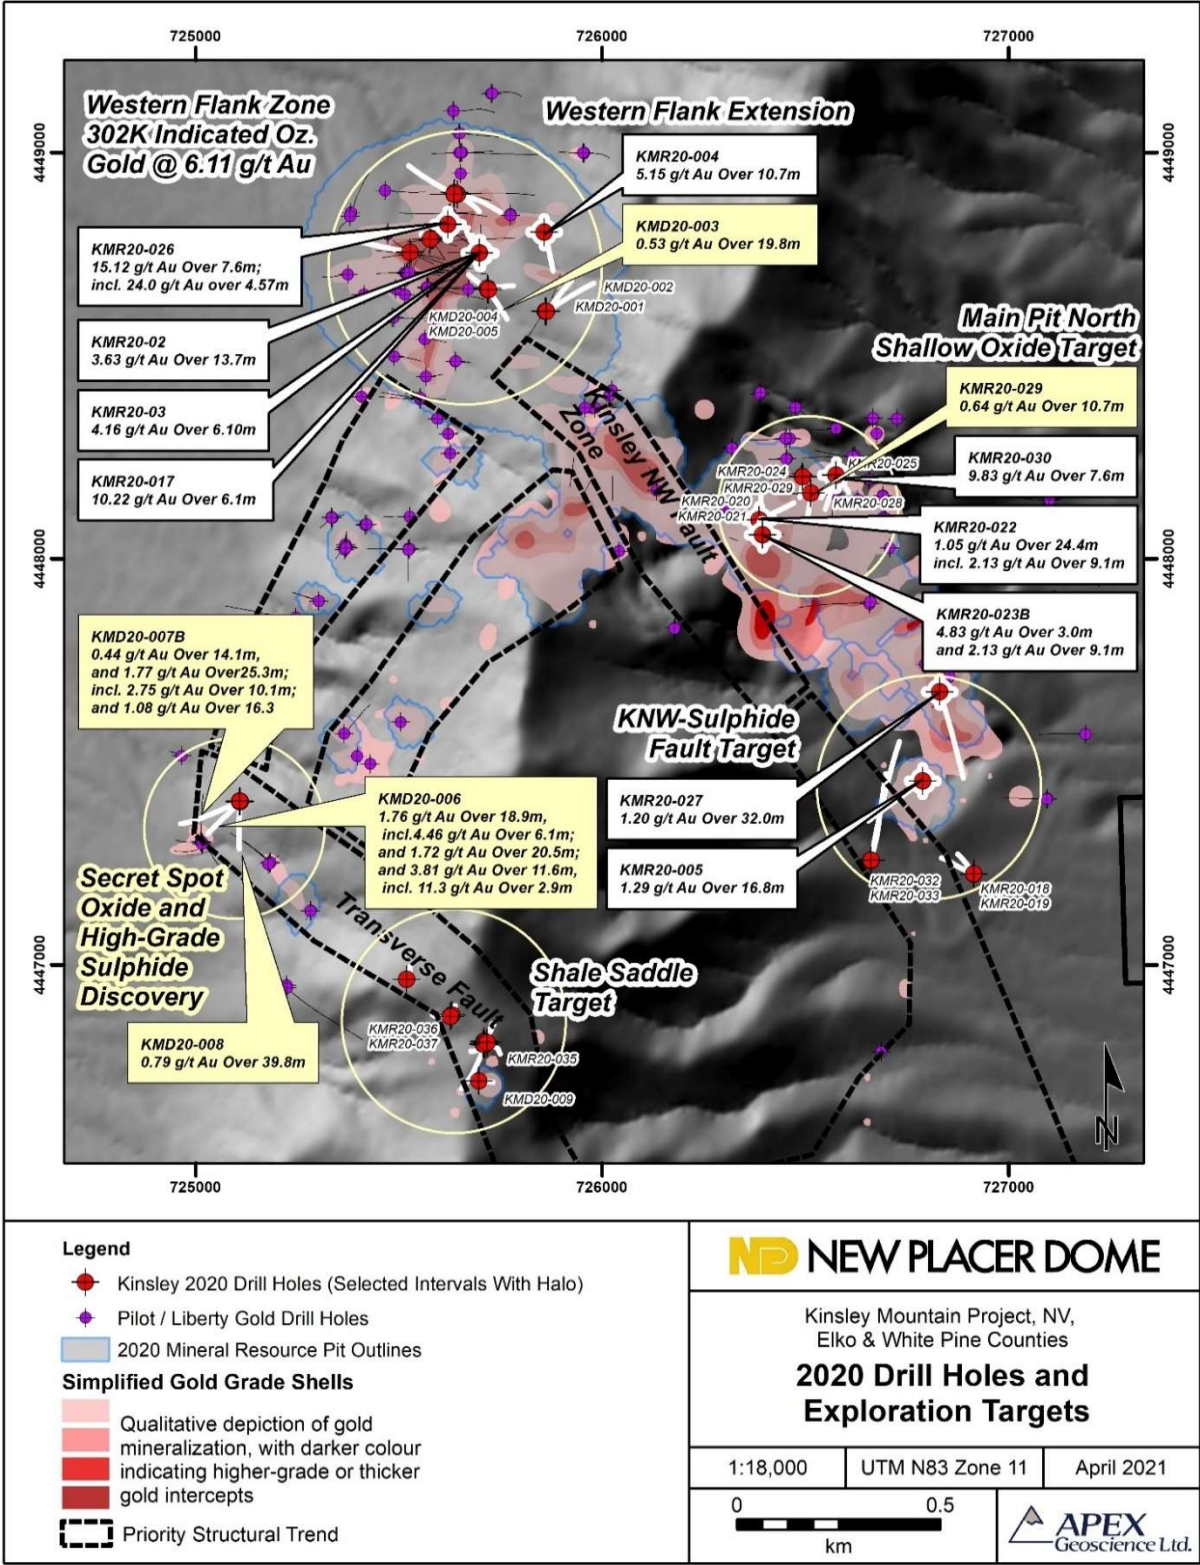 725000
726000
727000
4449000
4449000
4448000
4448000
4447000
4447000
Western Flank Zone
302K Indicated Oz.
Gold @ 6.11 g/t Au
Western Flank Extension
KMR20-004
5.15 g/t Au Over 10.7m
KMD20-003
0.53 g/t Au Over 19.8m
KMR20-026
15.12 g/t Au Over 7.6m;
incl. 24.0 g/t Au over 4.57m
KMR20-02
3.63 g/t Au Over 13.7m
KMR20-03
4.16 g/t Au Over 6.10m
KMR20-017
10.22 g/t Au Over 6.1m
KMD20-002
KMD20-001
KMD20-004
KMD20-005
Main Pit North
Shallow Oxide Target
KMR20-029
0.64 g/t Au Over 10.7m
KMR20-030
9.83 g/t Au Over 7.6m
KMR20-022
1.05 g/t Au Over 24.4m
incl. 2.13 g/t Au Over 9.1m
KMR20-023B
4.83 g/t Au Over 3.0m
and 2.13 g/t Au Over 9.1m
KMR20-024
KMR20-025
KMR20-029
KMR20-020
KMR20-028
KMR20-021
Kinsley NW Fault
Zone
KMD20-007B
0.44 g/t Au Over 14.1m,
and 1.77 g/t Au Over25.3m;
incl. 2.75 g/t Au Over 10.1m;
and 1.08 g/t Au Over 16.3
KNW-Sulphide
Fault Target
KMR20-027
1.20 g/t Au Over 32.0m
KMR20-005
1.29 g/t Au Over 16.8m
KMD20-006
1.76 g/t Au Over 18.9m,
incl.4.46 g/t Au Over 6.1m;
and 1.72 g/t Au Over 20.5m;
and 3.81 g/t Au Over 11.6m,
incl. 11.3 g/t Au Over 2.9m
KMR20-032
KMR20-033
KMR20-018
KMR20-019
Secret Spot
Oxide and
High-Grade
Sulphide
Discovery
Transverse Fault
Shale Saddle
Target
KMD20-008
0.79 g/t Au Over 39.8m
KMR20-036
KMR20-037
KMR20-035
KMD20-009
N
725000
726000
727000
Legend
Kinsley 2020 Drill Holes (Selected Intervals With Halo)
Pilot / Liberty Gold Drill Holes
2020 Mineral Resource Pit Outlines
Simplified Gold Grade Shells
Qualitative depiction of gold
mineralization, with darker colour
indicating higher-grade or thicker
gold intercepts
Priority Structural Trend
ND NEW PLACER DOME
Kinsley Mountain Project, NV,
Elko & White Pine Counties
2020 Drill Holes and
Exploration Targets
1:18,000
UTM N83 Zone 11
April 2021
0 0.5
km
APEX
Geoscience Ltd.